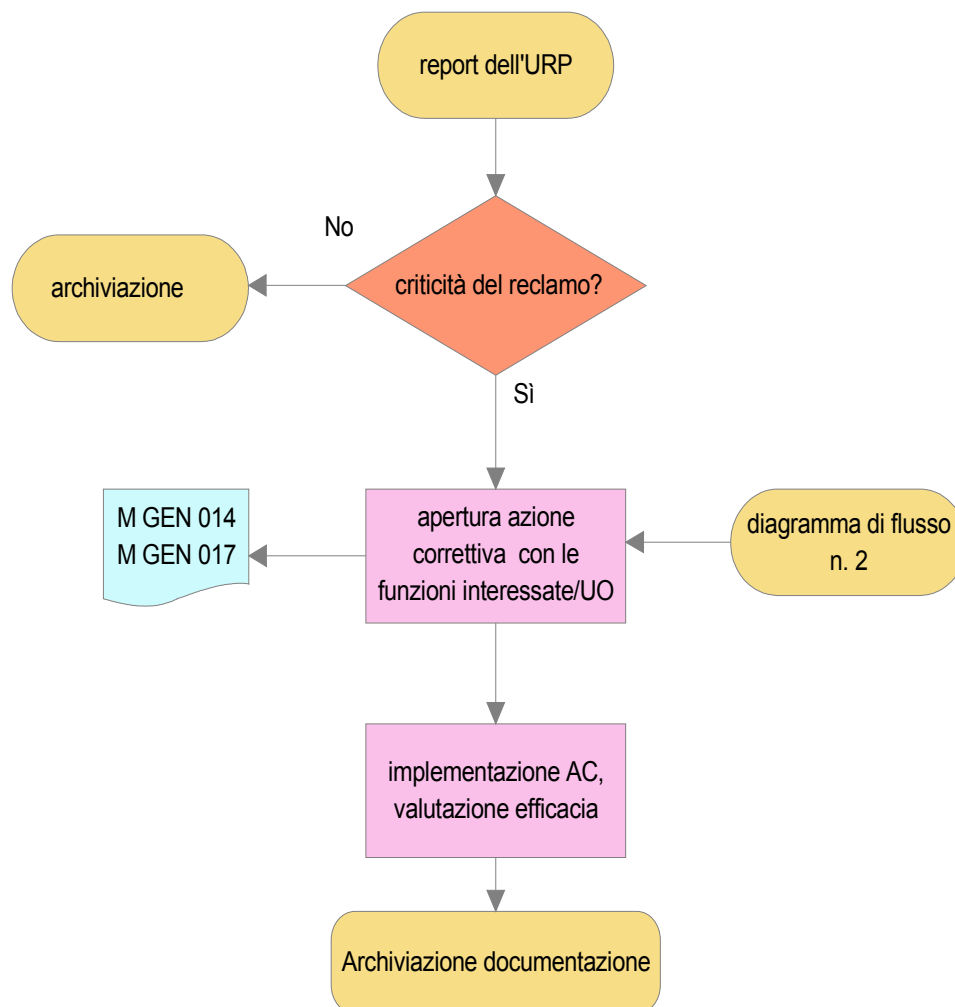 report dell'URP
No
criticità del reclamo?
archiviazione
Sì
M GEN 014
M GEN 017
apertura azione
correttiva con le
funzioni interessate/UO
diagramma di flusso
n. 2
implementazione AC,
valutazione efficacia
Archiviazione documentazione